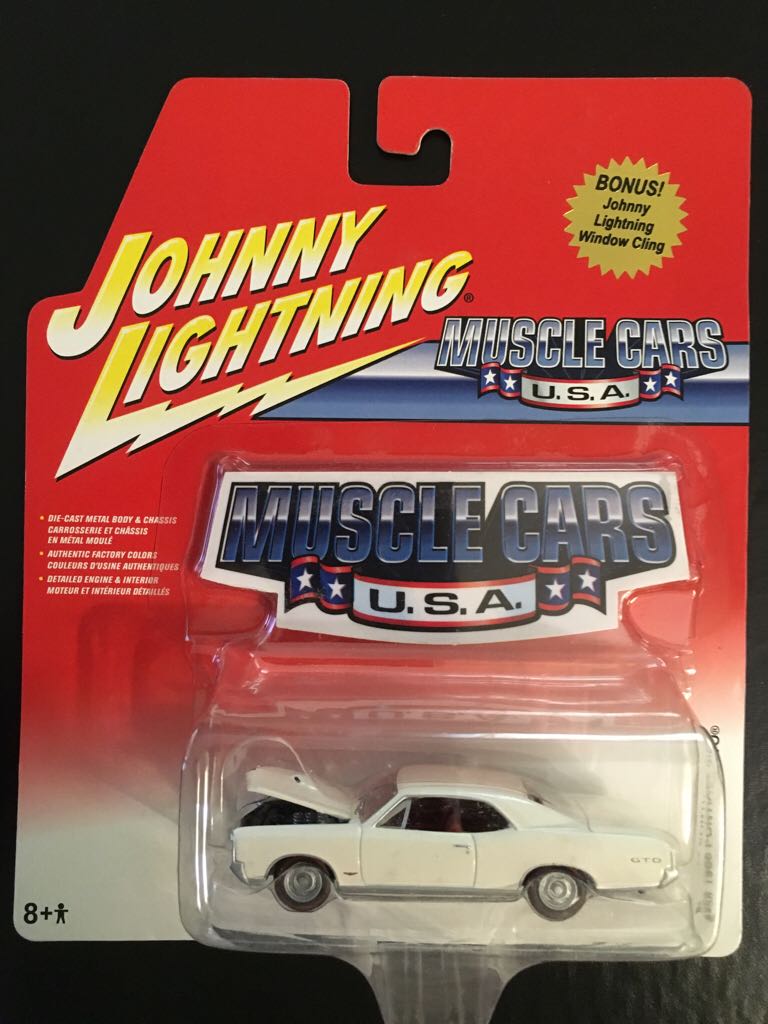 BONUS!
Johnny
Lightning
Window Cling
JOHNNY
LIGHTNING®
MUSCLE CARS
U.S.A.
MUSCLE CARS
U.S.A.
• DIE-CAST METAL BODY & CHASSIS
CARROSSERIE ET CHÂSSIS
EN MÉTAL MOULÉ
• AUTHENTIC FACTORY COLORS
COULEURS D'USINE AUTHENTIQUES
• DETAILED ENGINE & INTERIOR
MOTEUR ET INTÉRIEUR DÉTAILLÉS
GTO
8+